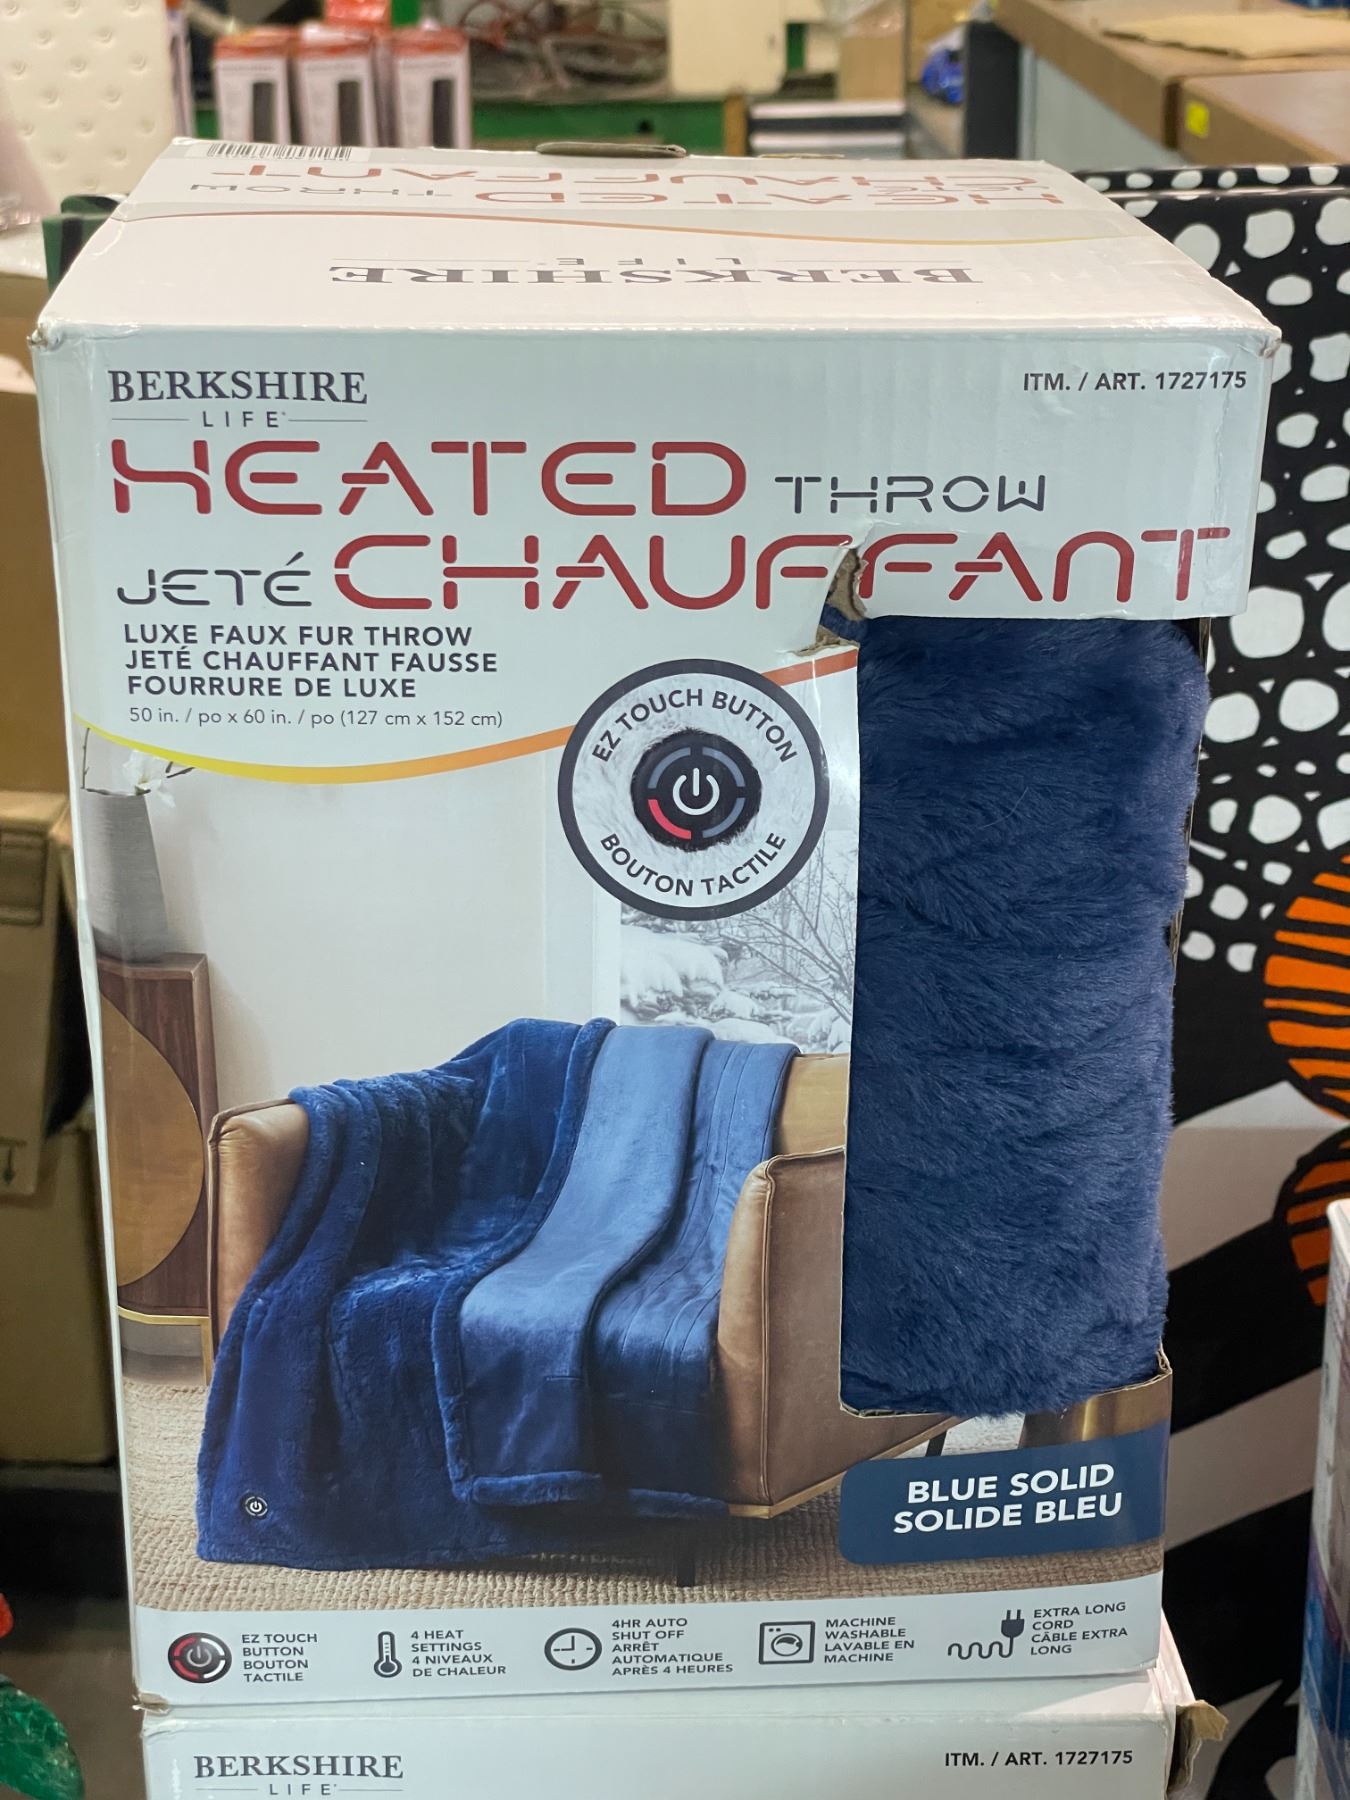 HEATED THROW
JETÉ CHAUFFANT
BERKSHIRE
LIFE
BERKSHIRE
LIFE
ITM. / ART. 1727175
HEATED THROW
JETÉ CHAUFFANT
LUXE FAUX FUR THROW
JETÉ CHAUFFANT FAUSSE
FOURRURE DE LUXE
50 in. / po x 60 in. / po (127 cm x 152 cm)
EZ TOUCH BUTTON
BOUTON TACTILE
BLUE SOLID
SOLIDE BLEU
EZ TOUCH
BUTTON
BOUTON
TACTILE
4 HEAT
SETTINGS
4 NIVEAUX
DE CHALEUR
4HR AUTO
SHUT OFF
ARRÊT
AUTOMATIQUE
APRÈS 4 HEURES
MACHINE
WASHABLE
LAVABLE EN
MACHINE
EXTRA LONG
CORD
CÂBLE EXTRA
LONG
BERKSHIRE
LIFE
ITM. / ART. 1727175